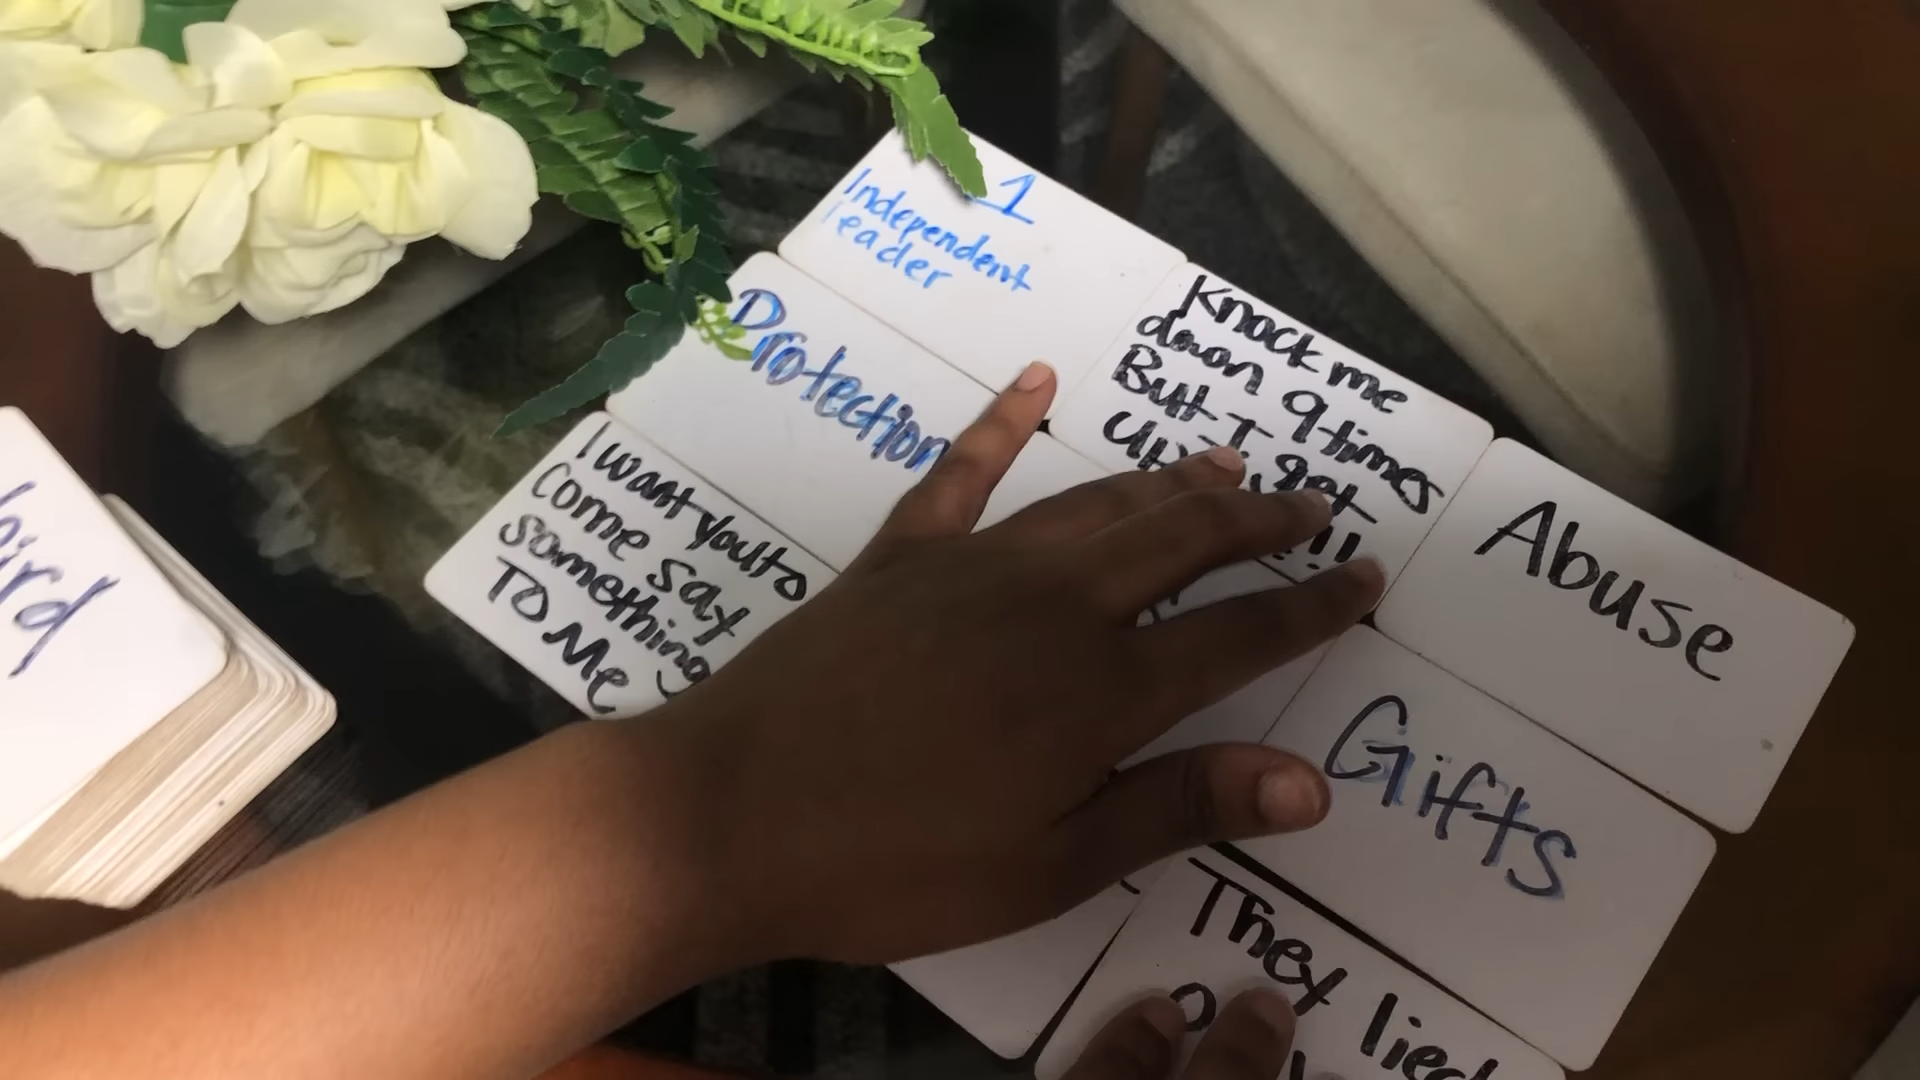 1
Independent
leader
Protection
I want you to
come say
something
To Me
Knock me
down 9 times
But I get
!!
Abuse
Gifts
They lied
bird